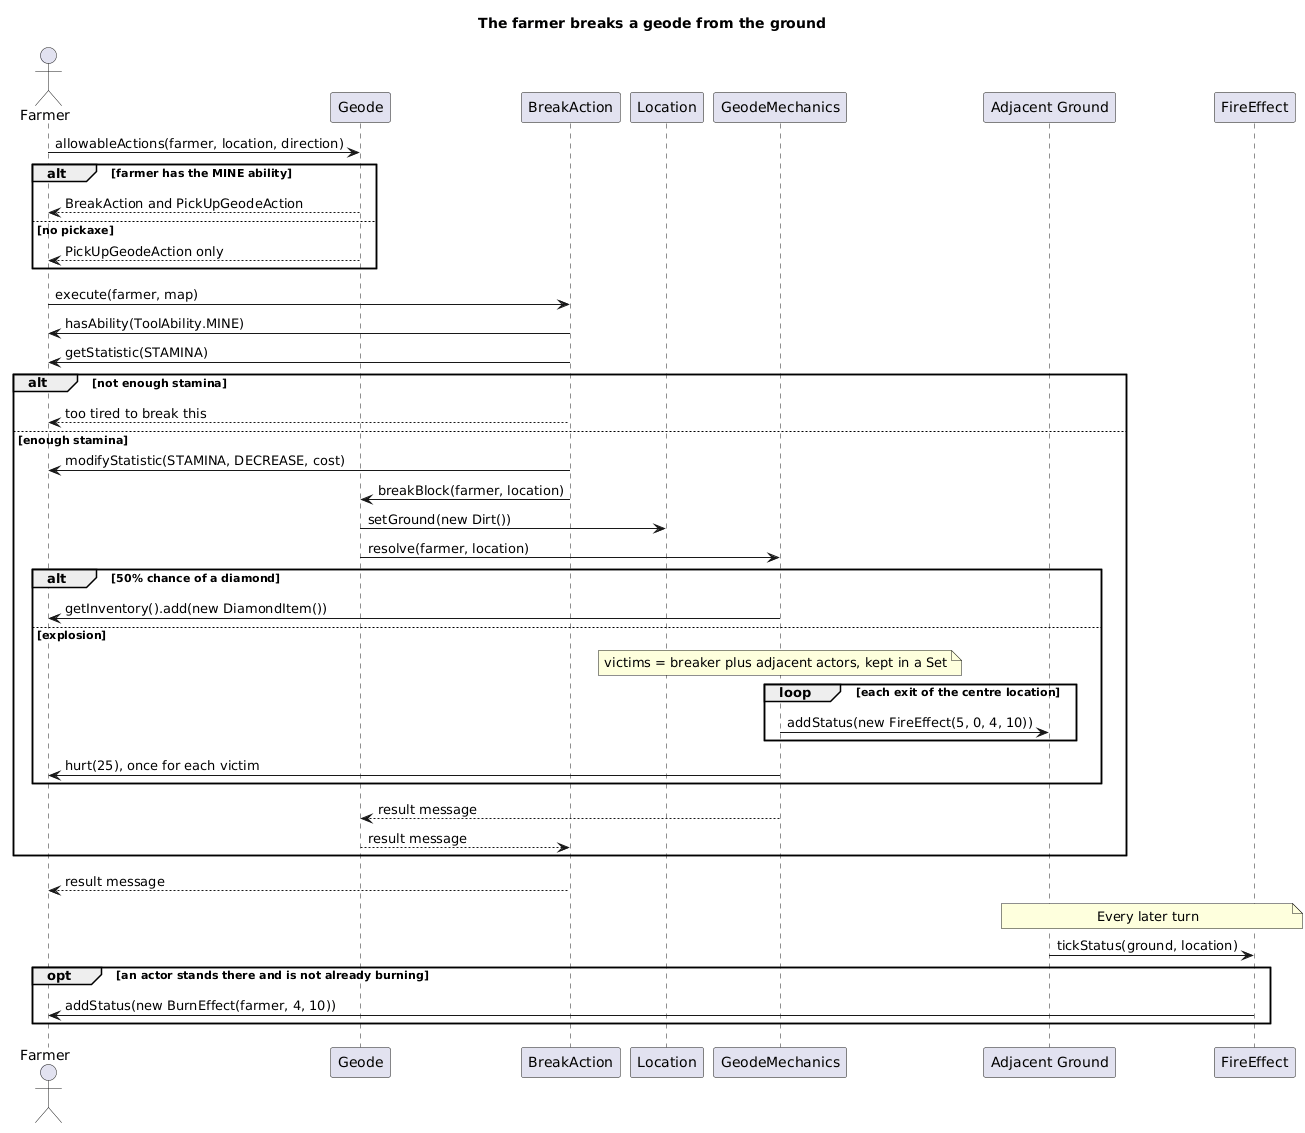 The farmer breaks a geode from the ground
Farmer
Geode
BreakAction
Location
GeodeMechanics
Adjacent Ground
FireEffect
allowableActions(farmer, location, direction)
alt
[farmer has the MINE ability]
BreakAction and PickUpGeodeAction
[no pickaxe]
PickUpGeodeAction only
execute(farmer, map)
hasAbility(ToolAbility.MINE)
getStatistic(STAMINA)
alt
[not enough stamina]
too tired to break this
[enough stamina]
modifyStatistic(STAMINA, DECREASE, cost)
breakBlock(farmer, location)
setGround(new Dirt())
resolve(farmer, location)
alt
[50% chance of a diamond]
getInventory().add(new DiamondItem())
[explosion]
victims = breaker plus adjacent actors, kept in a Set
loop
[each exit of the centre location]
addStatus(new FireEffect(5, 0, 4, 10))
hurt(25), once for each victim
result message
result message
result message
Every later turn
tickStatus(ground, location)
opt
[an actor stands there and is not already burning]
addStatus(new BurnEffect(farmer, 4, 10))
Farmer
Geode
BreakAction
Location
GeodeMechanics
Adjacent Ground
FireEffect